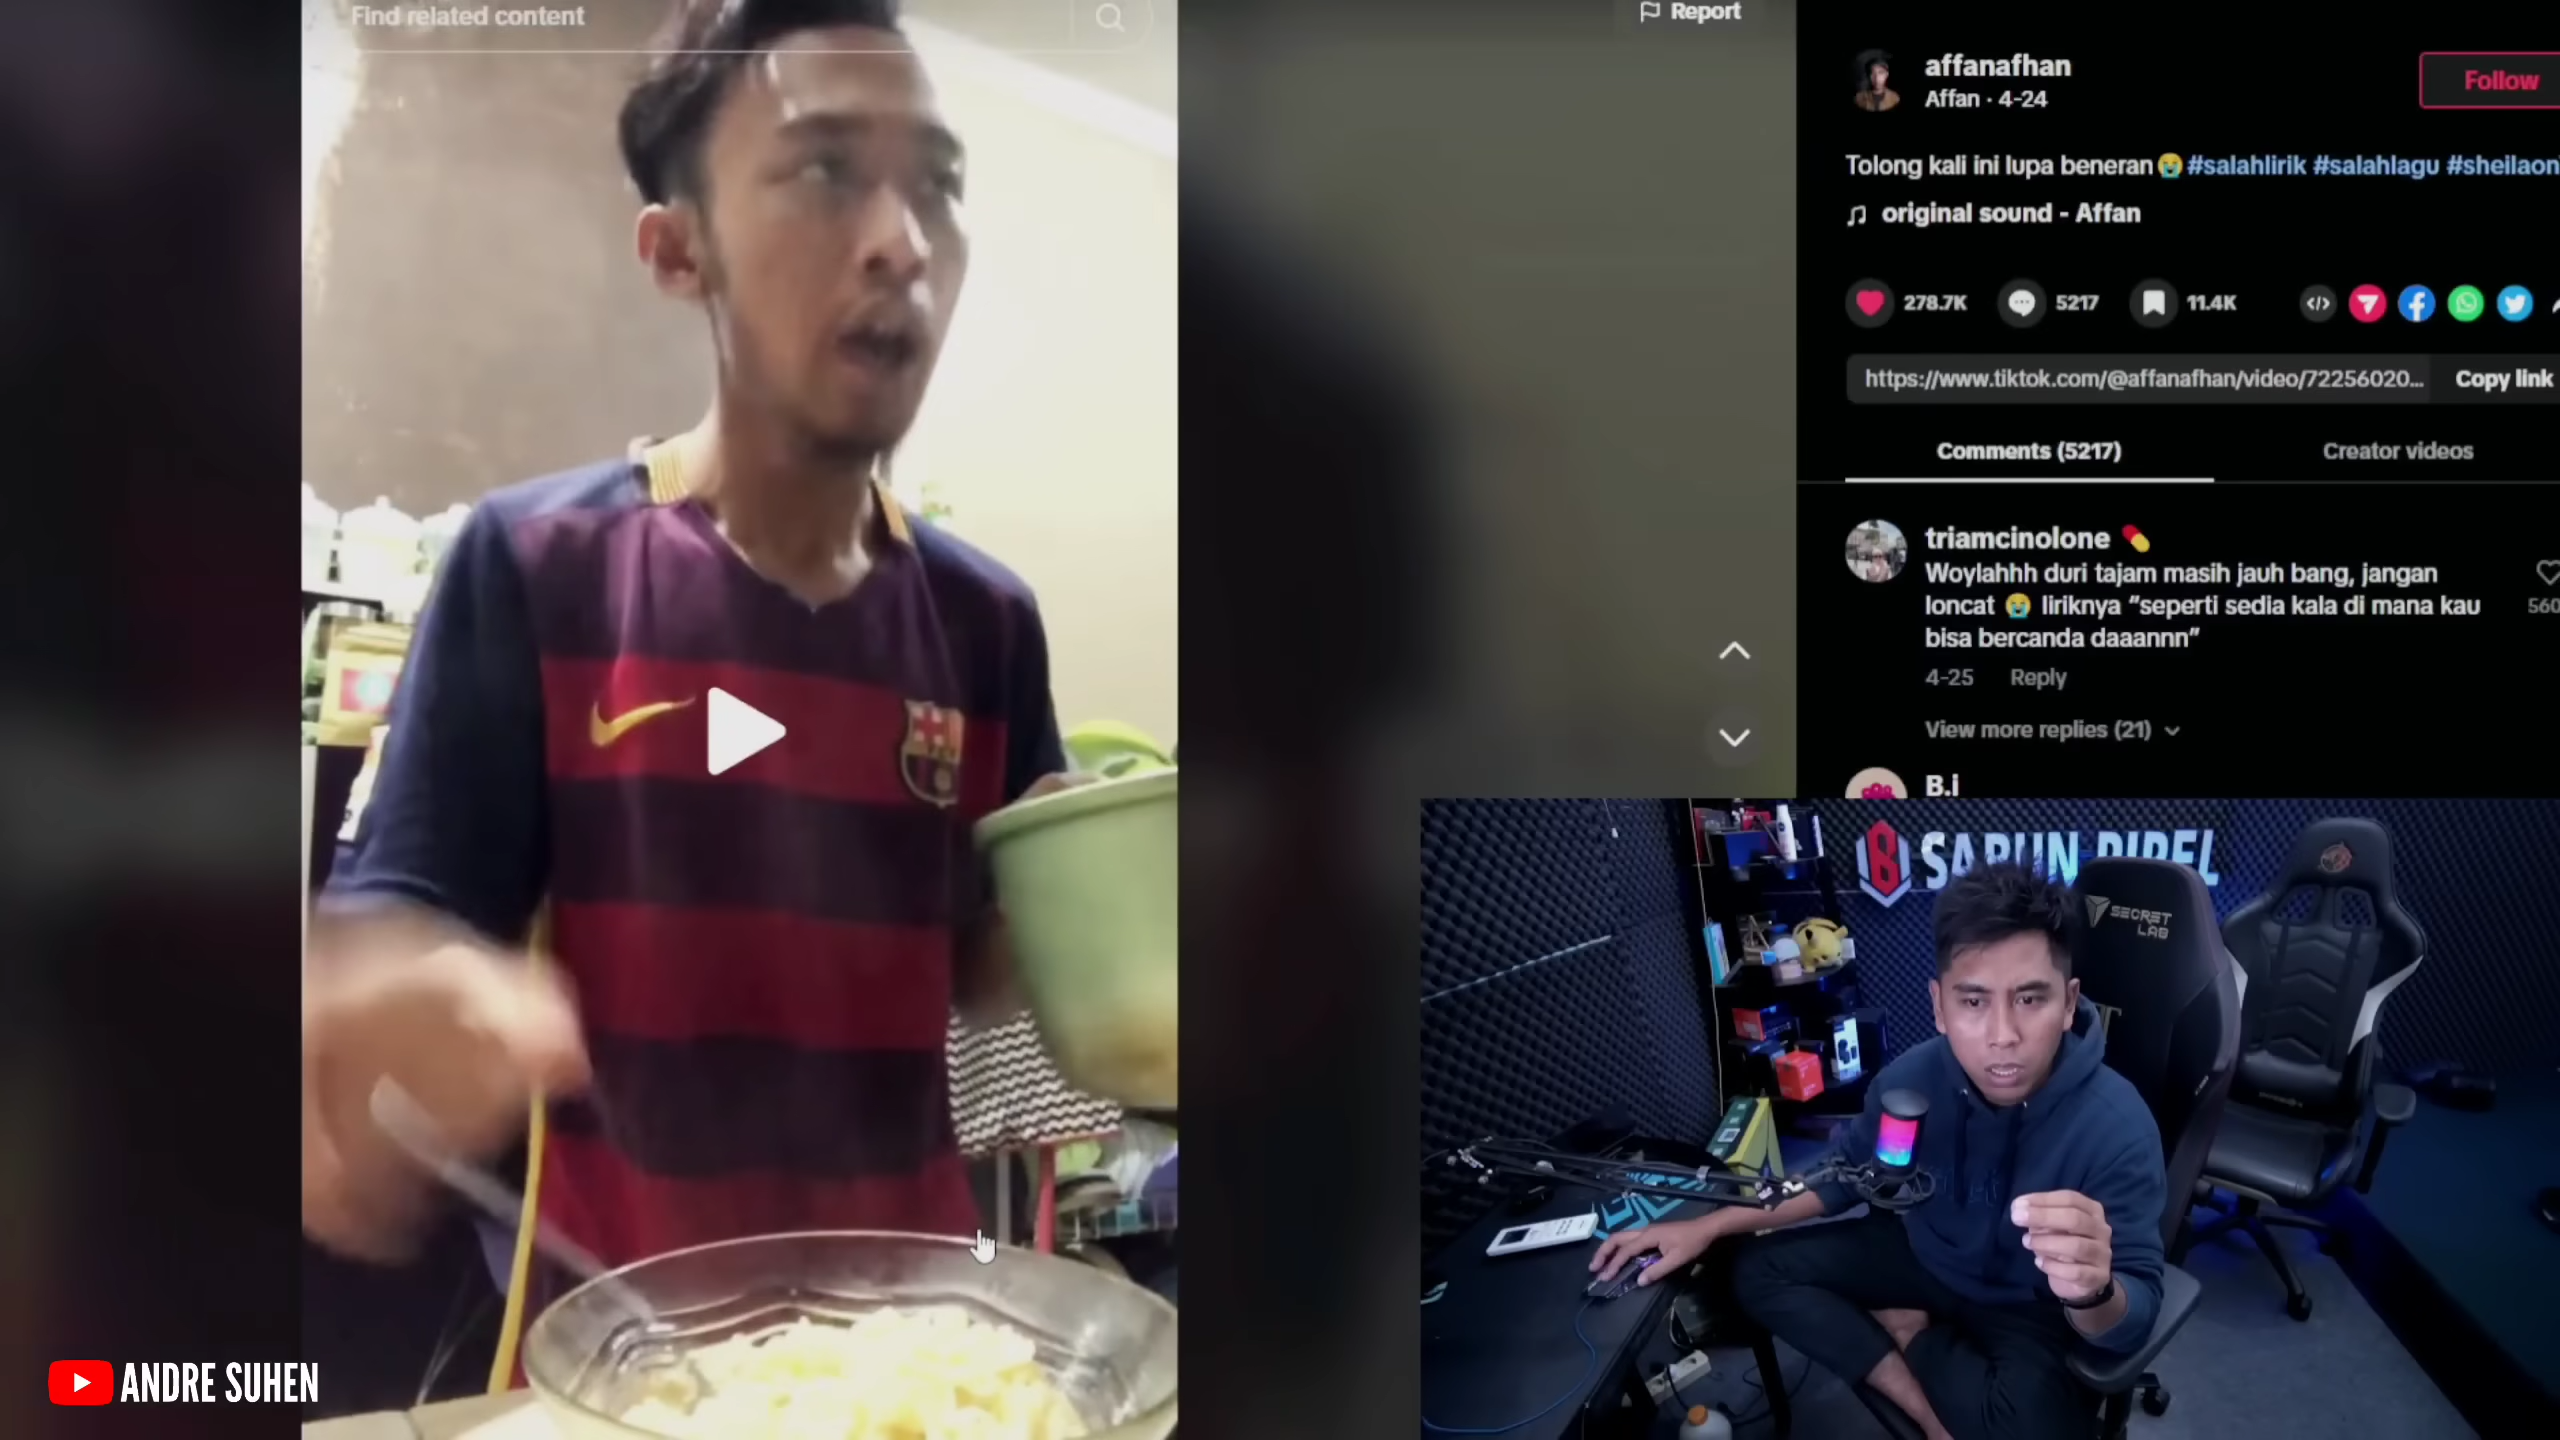 Find related content
Report
affanafhan
Affan · 4-24
Follow
Tolong kali ini lupa beneran😭 #salahlirik #salahlagu #sheilaon
original sound - Affan
278.7K
5217
11.4K
https://www.tiktok.com/@affanafhan/video/72256020...
Copy link
Comments (5217)
Creator videos
triamcinolone 💊
Woylahhh duri tajam masih jauh bang, jangan
loncat 😭 liriknya "seperti sedia kala di mana kau
bisa bercanda daaannn"
560
4-25
Reply
View more replies (21)
B.i
SABUN BIBEL
SECRET
LAB
ANDRE SUHEN